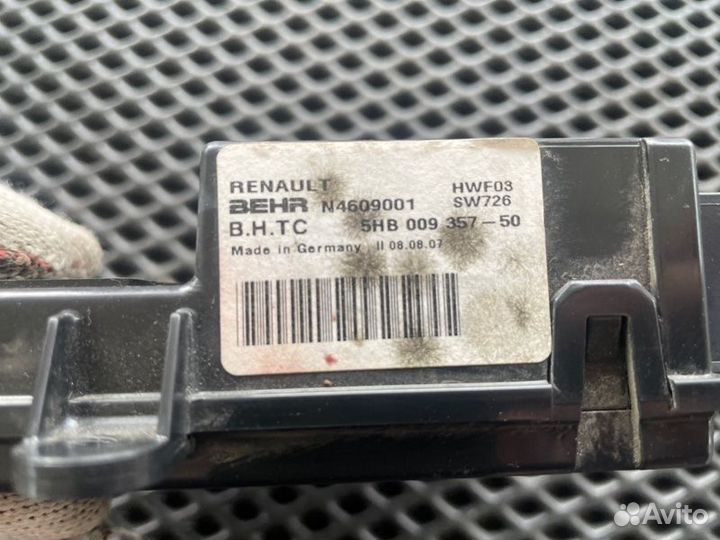 RENAULT HWF03
BEHR N4609001 SW726
B.H.TC 5HB 009 357-50
Made in Germany II 08.08.07
Avito